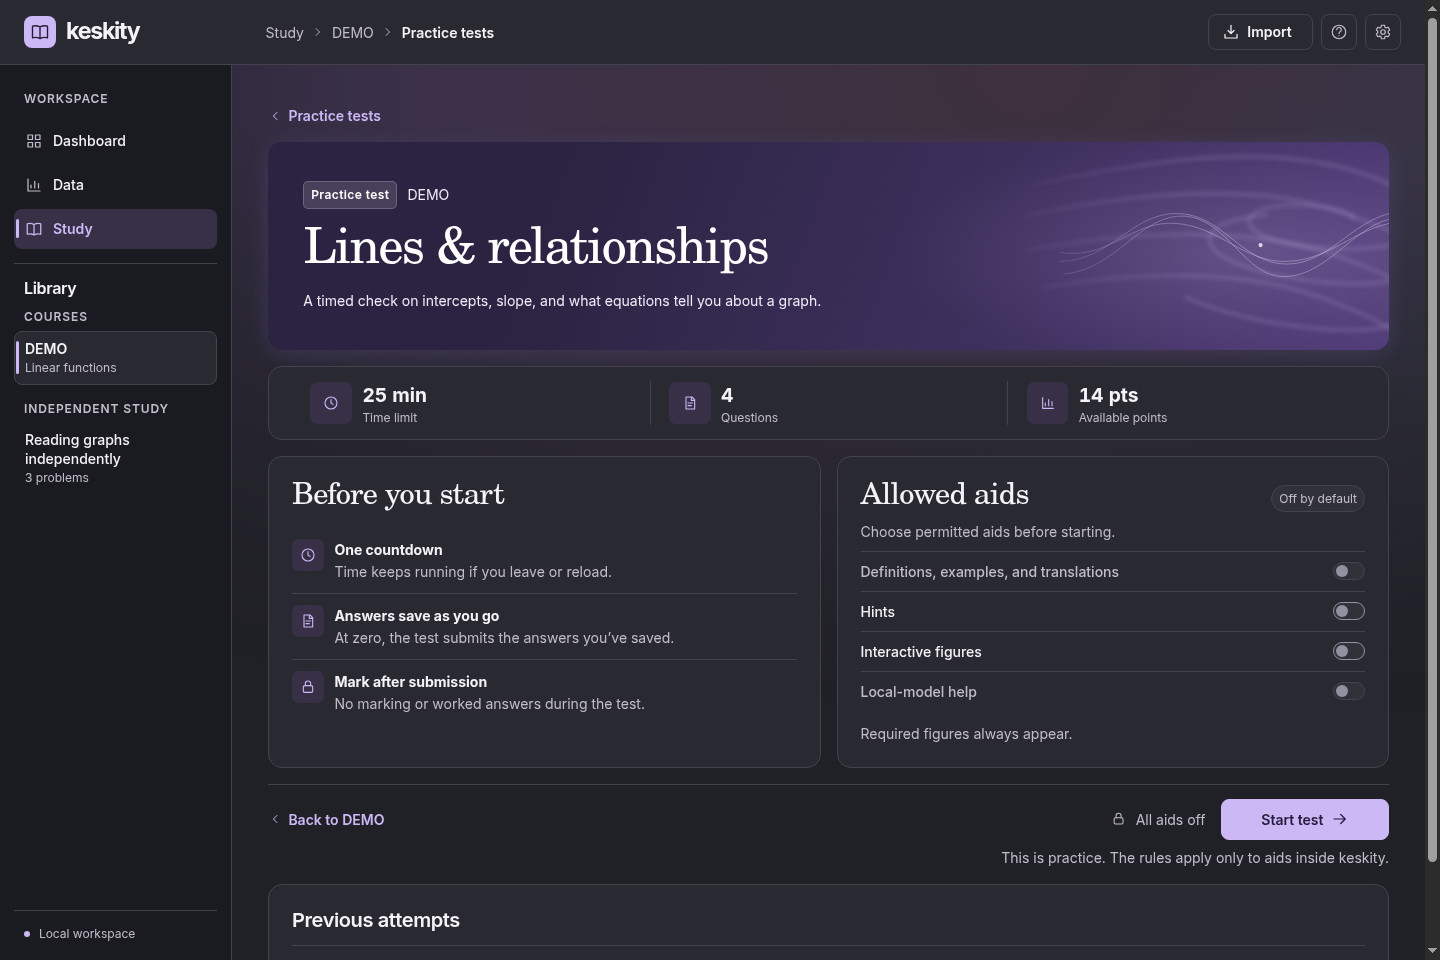 keskity
Study
DEMO
Practice tests
Import
WORKSPACE
Dashboard
Data
Study
Library
COURSES
DEMO
Linear functions
INDEPENDENT STUDY
Reading graphs
independently
3 problems
Local workspace
Practice tests
Practice test
DEMO
Lines & relationships
A timed check on intercepts, slope, and what equations tell you about a graph.
25 min
Time limit
4
Questions
14 pts
Available points
Before you start
One countdown
Time keeps running if you leave or reload.
Answers save as you go
At zero, the test submits the answers you’ve saved.
Mark after submission
No marking or worked answers during the test.
Allowed aids
Off by default
Choose permitted aids before starting.
Definitions, examples, and translations
Hints
Interactive figures
Local-model help
Required figures always appear.
Back to DEMO
All aids off
Start test
This is practice. The rules apply only to aids inside keskity.
Previous attempts